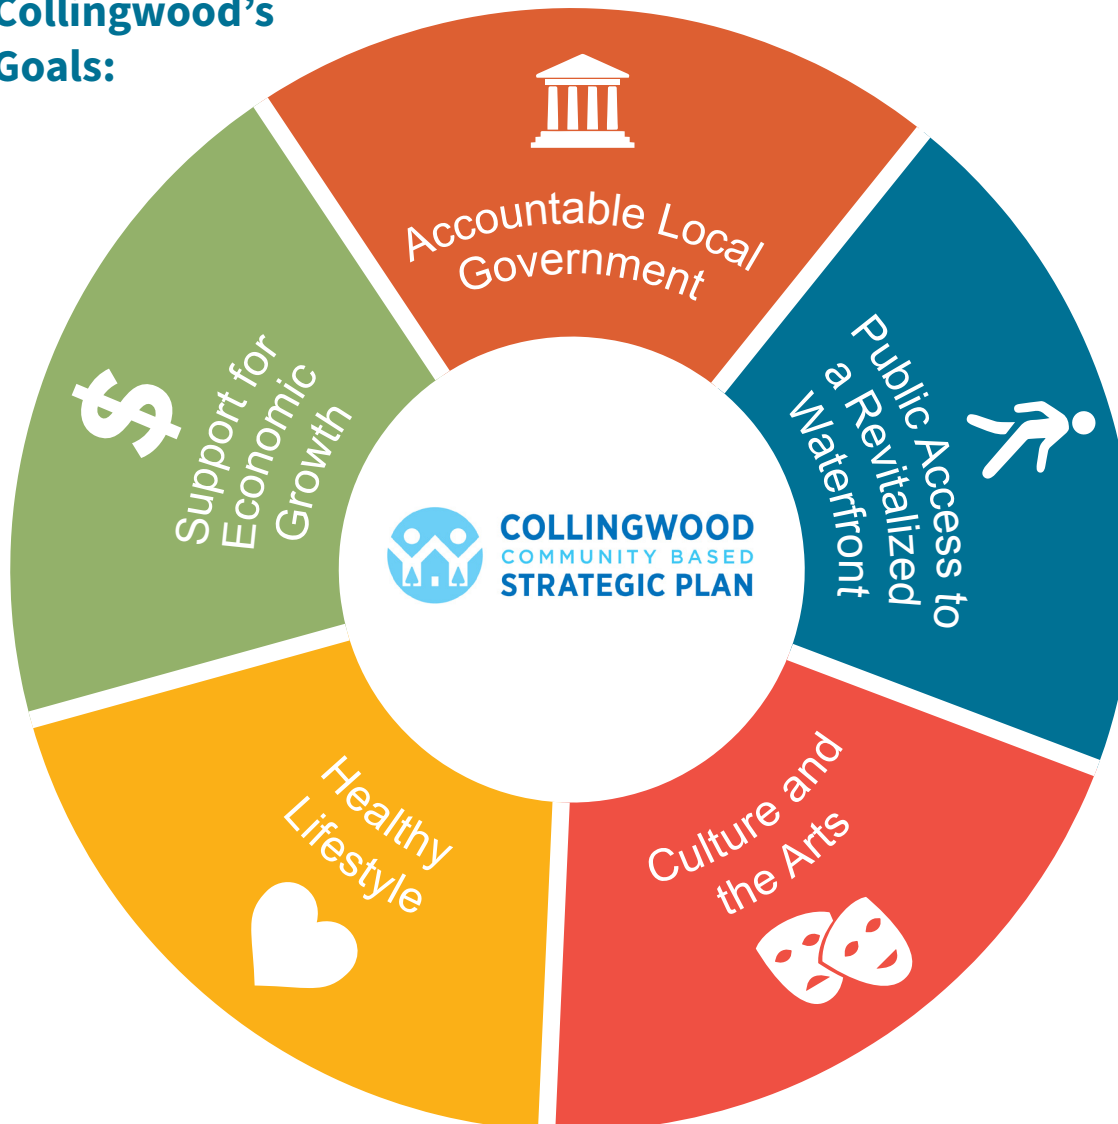 Collingwood's
Goals:
Accountable Local
Government
Public Access to
a Revitalized
Waterfront
Culture and
the Arts
Healthy
Lifestyle
Support for
Economic
Growth
COLLINGWOOD
COMMUNITY BASED
STRATEGIC PLAN